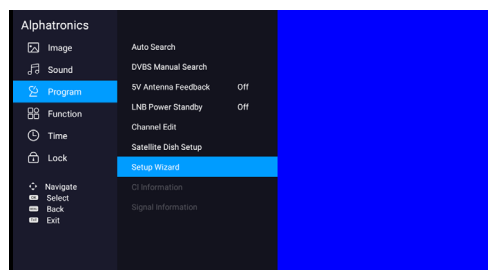 Alphatronics
Image
Sound
Program
Function
Time
Lock
Navigate
Select
Back
Exit
Auto Search
DVBS Manual Search
5V Antenna Feedback Off
LNB Power Standby Off
Channel Edit
Satellite Dish Setup
Setup Wizard
CI Information
Signal Information